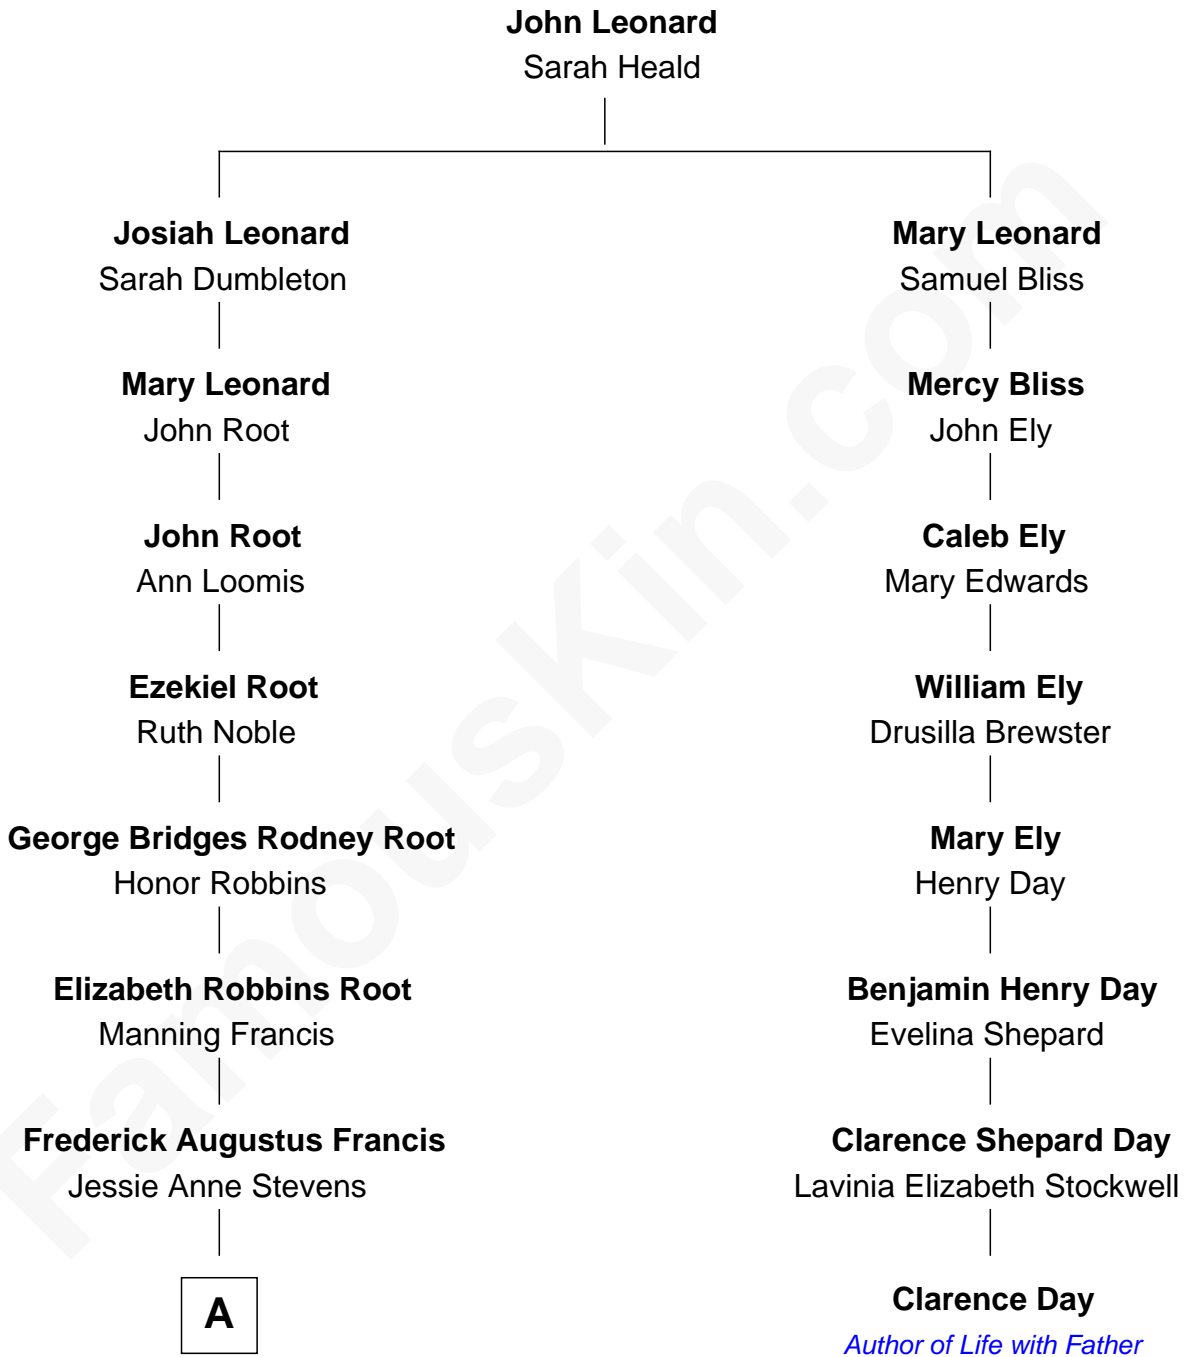 John Leonard
Sarah Heald
Josiah Leonard
Sarah Dumbleton
Mary Leonard
John Root
John Root
Ann Loomis
Ezekiel Root
Ruth Noble
George Bridges Rodney Root
Honor Robbins
Elizabeth Robbins Root
Manning Francis
Frederick Augustus Francis
Jessie Anne Stevens
A
Mary Leonard
Samuel Bliss
Mercy Bliss
John Ely
Caleb Ely
Mary Edwards
William Ely
Drusilla Brewster
Mary Ely
Henry Day
Benjamin Henry Day
Evelina Shepard
Clarence Shepard Day
Lavinia Elizabeth Stockwell
Clarence Day
Author of Life with Father
FamousKin.com